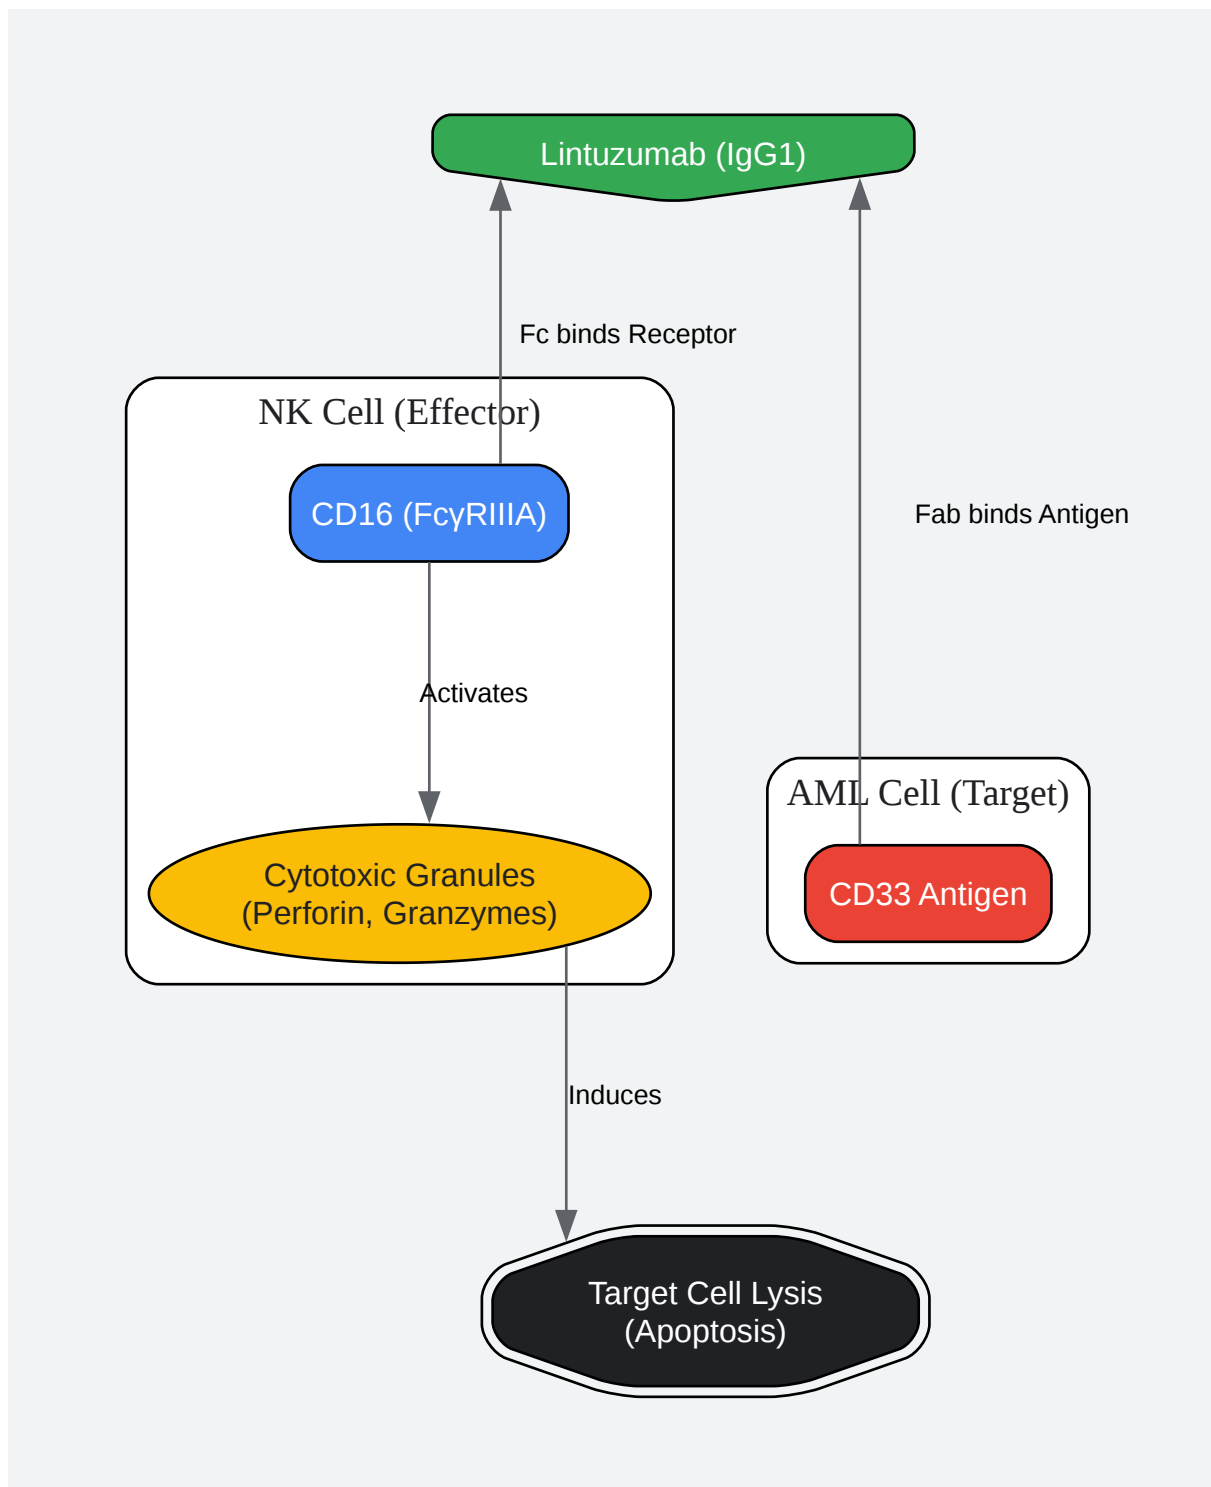 Lintuzumab (IgG1)
Fc binds Receptor
NK Cell (Effector)
CD16 (FcγRIIIA)
Fab binds Antigen
Activates
AML Cell (Target)
Cytotoxic Granules
(Perforin, Granzymes)
CD33 Antigen
Induces
Target Cell Lysis
(Apoptosis)